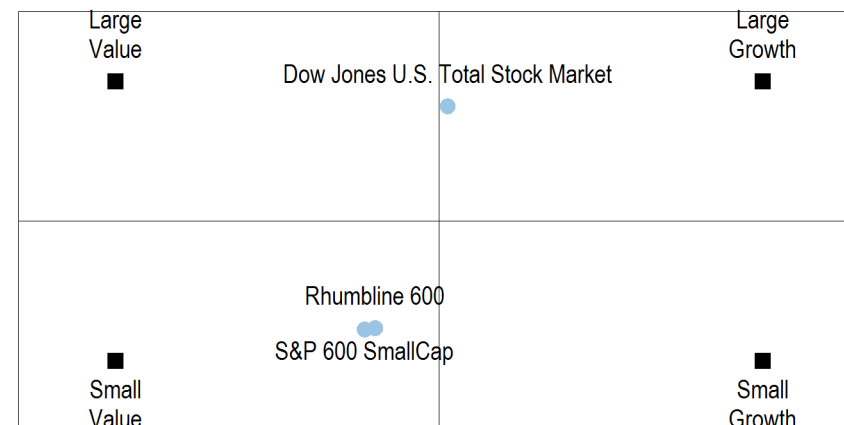 Large
Value
Large
Growth
Dow Jones U.S. Total Stock Market
Rhumbline 600
S&P 600 SmallCap
Small
Value
Small
Growth